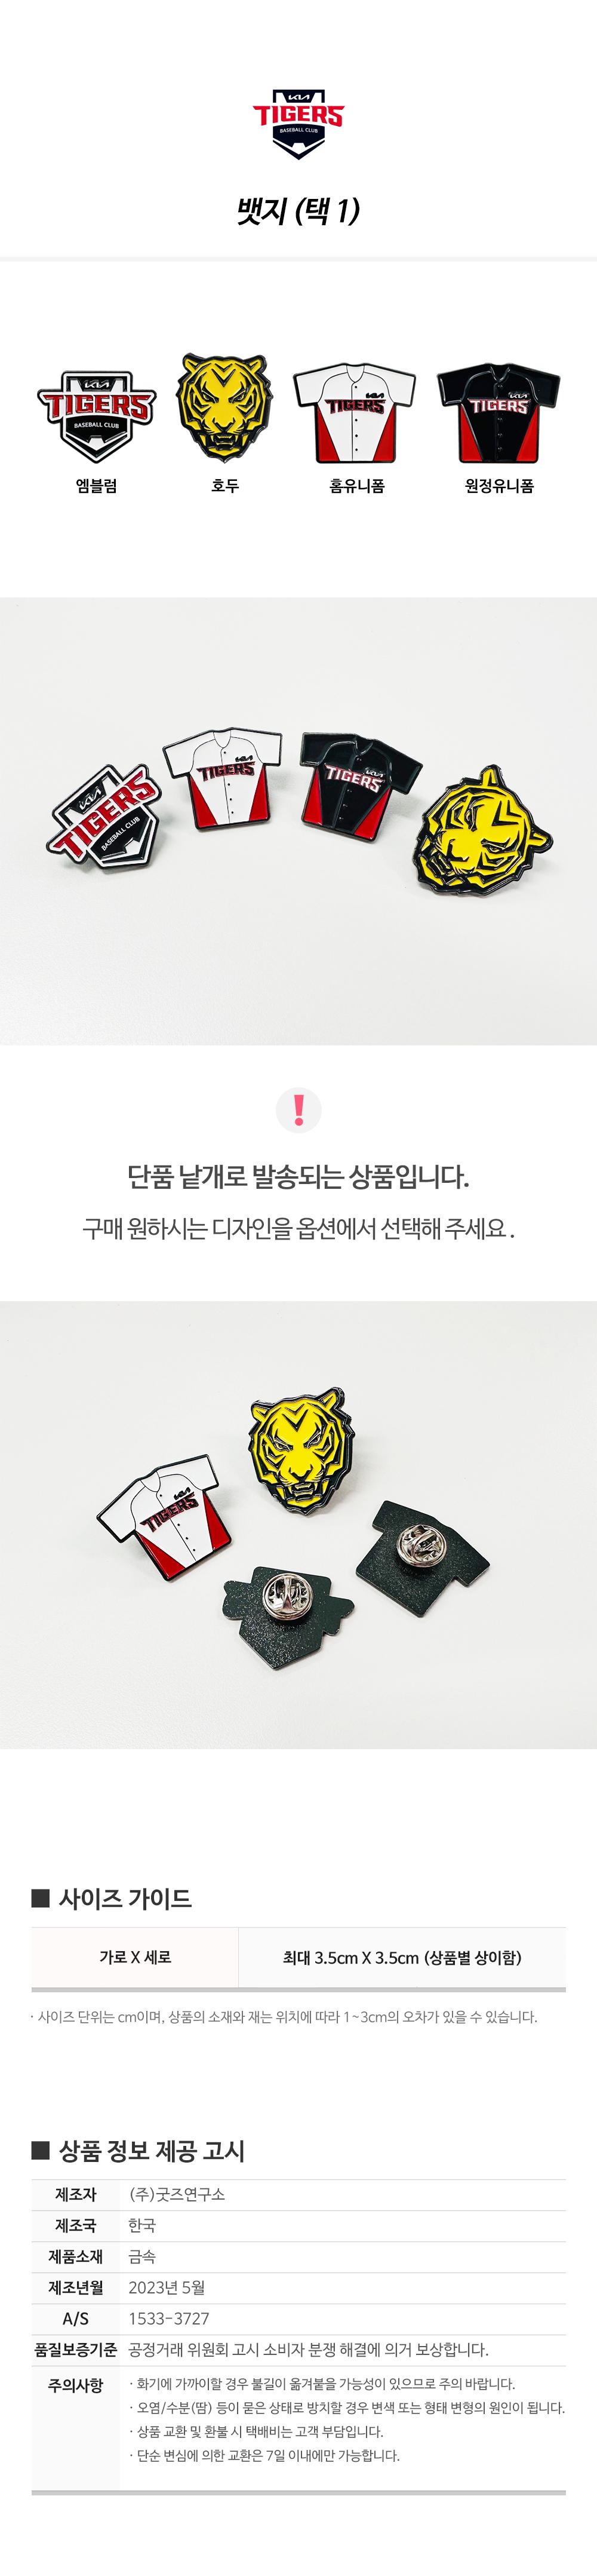 KIA
TIGERS
BASEBALL CLUB
뱃지 (택 1)
KIA
TIGERS
BASEBALL CLUB
KIA
TIGERS
KIA
TIGERS
엠블럼
호두
홈유니폼
원정유니폼
KIA
TIGERS
BASEBALL CLUB
KIA
TIGERS
KIA
TIGERS
!
단품 낱개로 발송되는 상품입니다.
구매 원하시는 디자인을 옵션에서 선택해 주세요 .
KIA
TIGERS
■ 사이즈 가이드
가로 X 세로
최대 3.5cm X 3.5cm (상품별 상이함)
· 사이즈 단위는 cm이며, 상품의 소재와 재는 위치에 따라 1~3cm의 오차가 있을 수 있습니다.
■ 상품 정보 제공 고시
제조자 (주)굿즈연구소
제조국 한국
제품소재 금속
제조년월 2023년 5월
A/S 1533-3727
품질보증기준 공정거래 위원회 고시 소비자 분쟁 해결에 의거 보상합니다.
주의사항 · 화기에 가까이할 경우 불길이 옮겨붙을 가능성이 있으므로 주의 바랍니다.
· 오염/수분(땀) 등이 묻은 상태로 방치할 경우 변색 또는 형태 변형의 원인이 됩니다.
· 상품 교환 및 환불 시 택배비는 고객 부담입니다.
· 단순 변심에 의한 교환은 7일 이내에만 가능합니다.